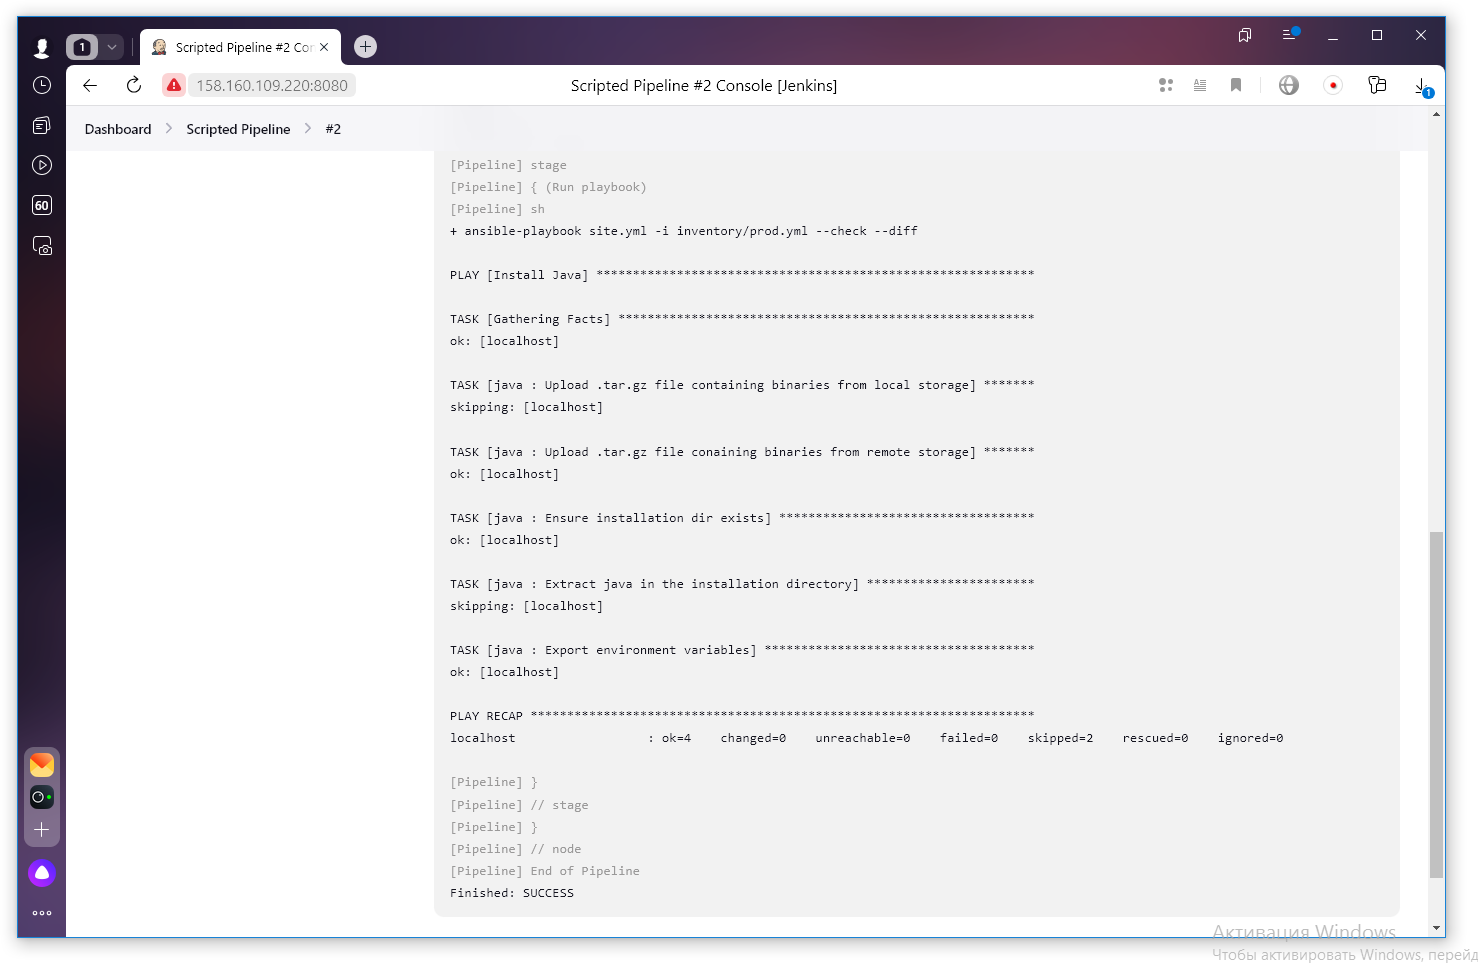 1
Scripted Pipeline #2 Cor
158.160.109.220:8080
Scripted Pipeline #2 Console [Jenkins]
1
Dashboard > Scripted Pipeline > #2
60
[Pipeline] stage
[Pipeline] { (Run playbook)
[Pipeline] sh
+ ansible-playbook site.yml -i inventory/prod.yml --check --diff
PLAY [Install Java] ************************************************************
TASK [Gathering Facts] *********************************************************
ok: [localhost]
TASK [java : Upload .tar.gz file containing binaries from local storage] *******
skipping: [localhost]
TASK [java : Upload .tar.gz file conaining binaries from remote storage] *******
ok: [localhost]
TASK [java : Ensure installation dir exists] ***********************************
ok: [localhost]
TASK [java : Extract java in the installation directory] ***********************
skipping: [localhost]
TASK [java : Export environment variables] *************************************
ok: [localhost]
PLAY RECAP *********************************************************************
localhost                  : ok=4    changed=0    unreachable=0    failed=0    skipped=2    rescued=0    ignored=0
[Pipeline] }
[Pipeline] // stage
[Pipeline] }
[Pipeline] // node
[Pipeline] End of Pipeline
Finished: SUCCESS
Активация Windows
Чтобы активировать Windows, перейд